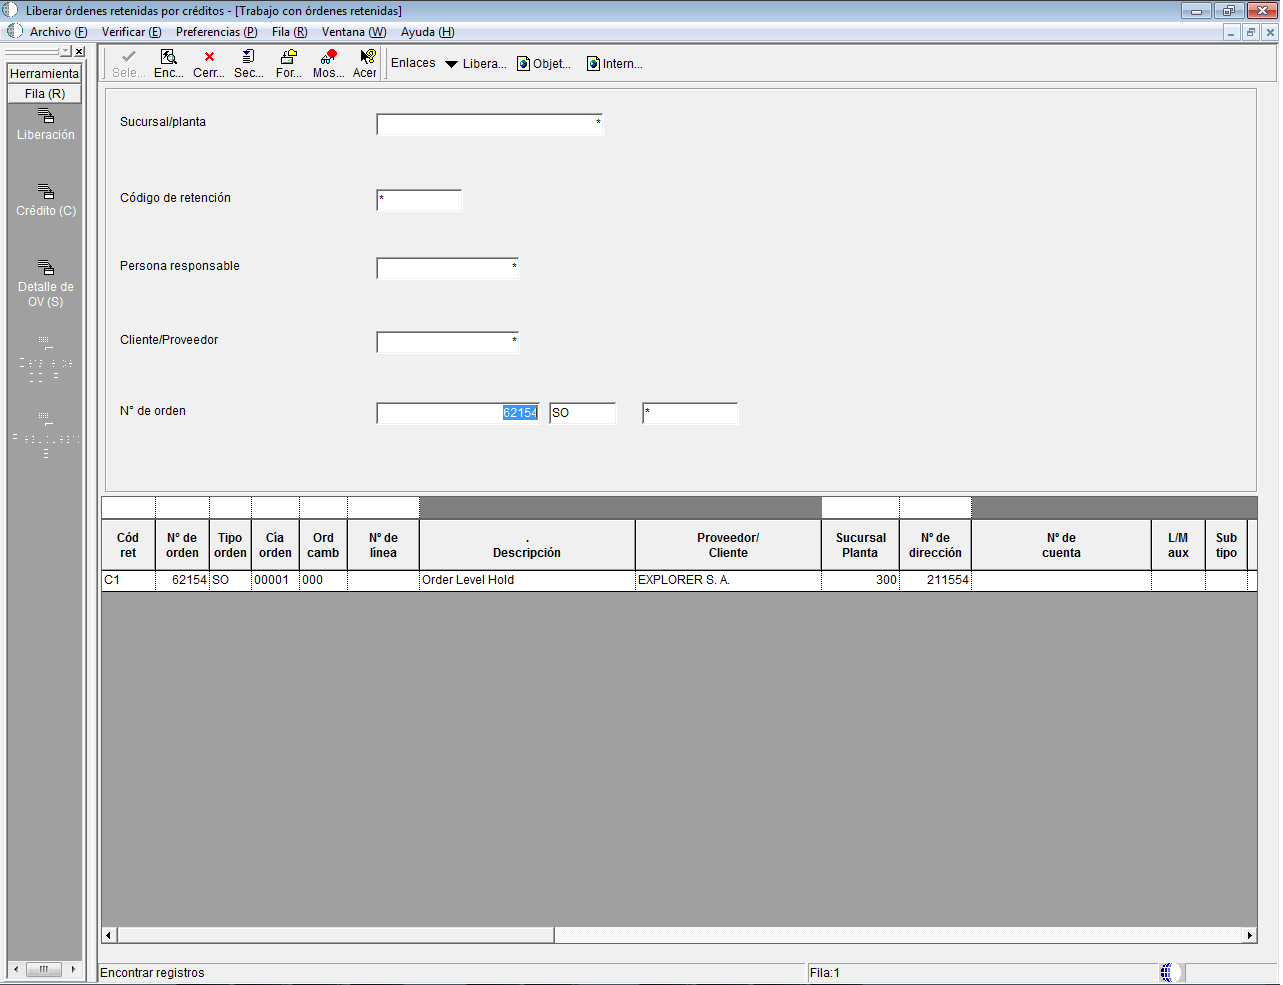 Liberar órdenes retenidas por créditos - [Trabajo con órdenes retenidas]
Archivo (F) Verificar (E) Preferencias (P) Fila (R) Ventana (W) Ayuda (H)
Sele... Enc... Cerr... Sec... For... Mos... Acer Enlaces Libera... Objet... Intern...
Herramienta
Fila (R)
Liberación
Crédito (C)
Detalle de
OV (S)
Sucursal/planta *
Código de retención *
Persona responsable *
Cliente/Proveedor *
N° de orden 62154 SO *
Cód ret
Nº de orden
Tipo orden
Cía orden
Ord camb
Nº de línea
. Descripción
Proveedor/ Cliente
Sucursal Planta
Nº de dirección
Nº de cuenta
L/M aux
Sub tipo
C1 62154 SO 00001 000 Order Level Hold EXPLORER S. A. 300 211554
Encontrar registros Fila:1